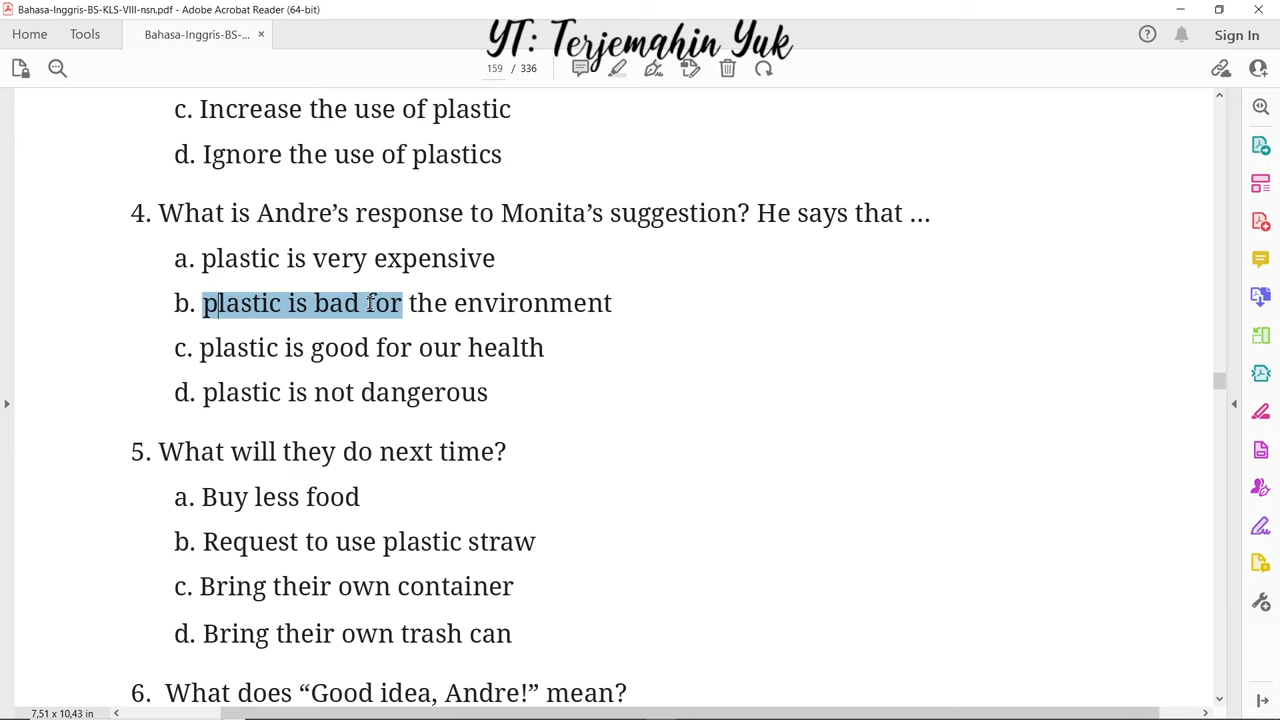 Bahasa-Inggris-BS-KLS-VIII-nsn.pdf - Adobe Acrobat Reader (64-bit)
Home Tools Bahasa-Inggris-BS-... × Sign In
YT: Terjemahin Yuk
159 / 336
c. Increase the use of plastic
d. Ignore the use of plastics
4. What is Andre’s response to Monita’s suggestion? He says that ...
a. plastic is very expensive
b. plastic is bad for the environment
c. plastic is good for our health
d. plastic is not dangerous
5. What will they do next time?
a. Buy less food
b. Request to use plastic straw
c. Bring their own container
d. Bring their own trash can
6. What does “Good idea, Andre!” mean?
7,51 x 10,43 in